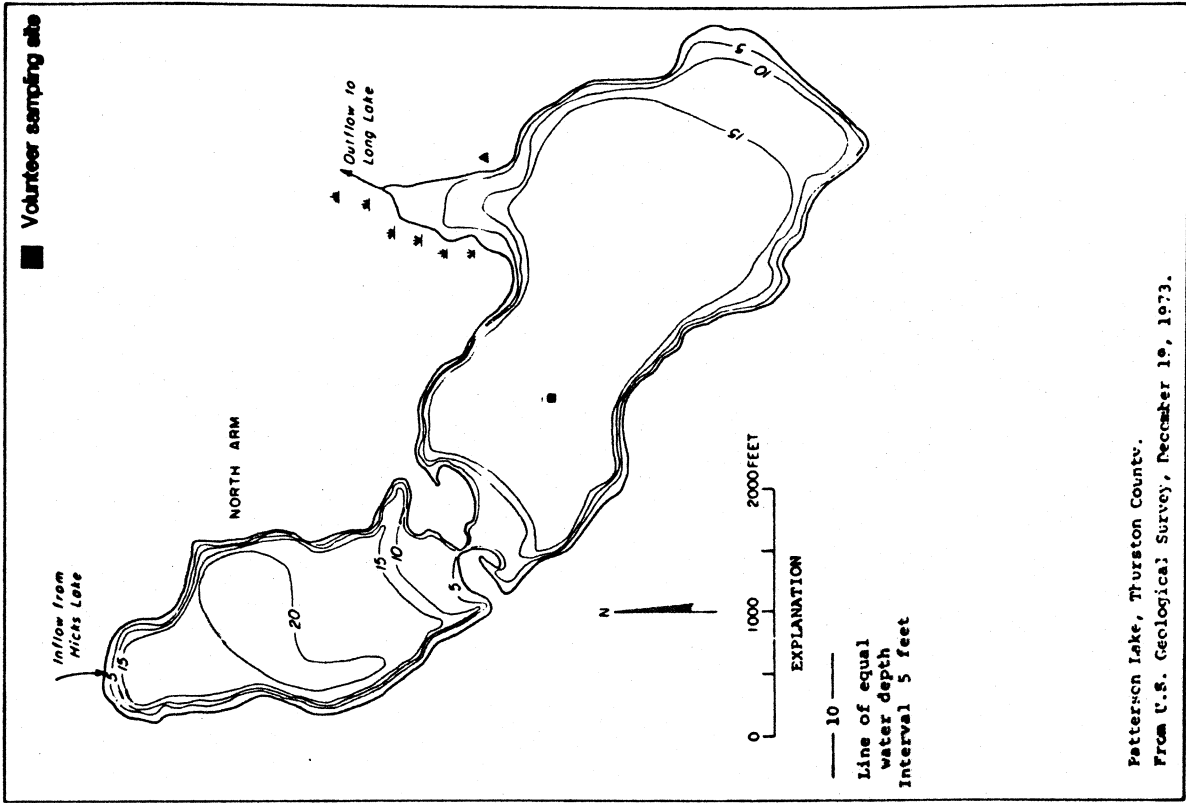 Volunteer sampling site
Outflow to
Long Lake
NORTH ARM
Inflow from
Hicks Lake
5
10
15
20
15
10
5
5
15
N
0
1000
2000 FEET
EXPLANATION
10
Line of equal
water depth
Interval 5 feet
Patterson Lake, Thurston County.
From U.S. Geological Survey, December 19, 1973.